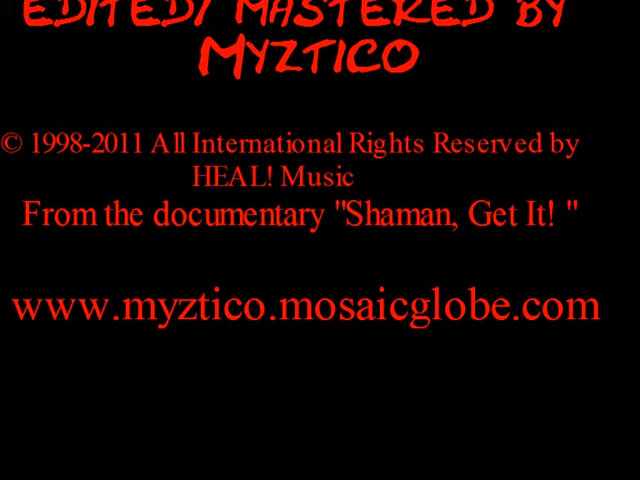 EDITED/ MASTERED BY
MYZTICO
© 1998-2011 All International Rights Reserved by
HEAL! Music
From the documentary "Shaman, Get It! "
www.myztico.mosaicglobe.com